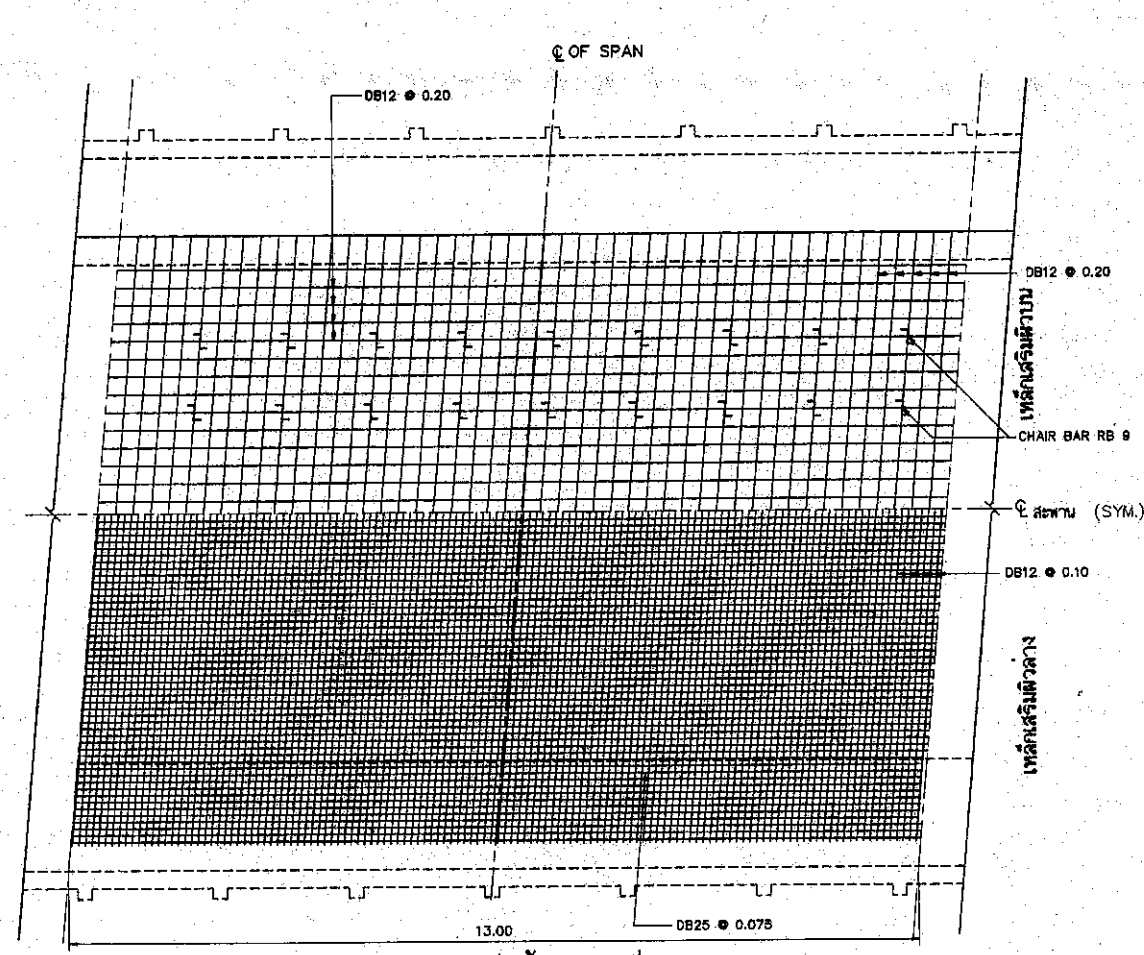 ℄ OF SPAN
DB12 @ 0.20
DB12 @ 0.20
เหล็กเสริมผิวบน
CHAIR BAR RB 9
℄ สะพาน (SYM.)
DB12 @ 0.10
เหล็กเสริมผิวล่าง
13.00
DB25 @ 0.075